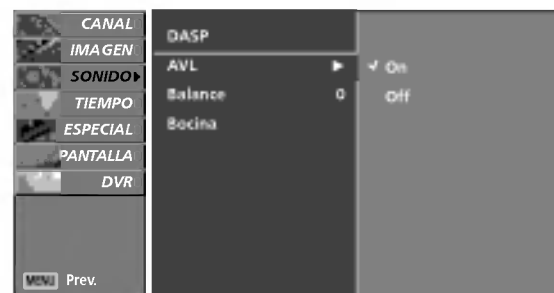 CANAL
IMAGEN
SONIDO
TIEMPO
ESPECIAL
PANTALLA
DVR
MENU Prev.
DASP
AVL
Balance 0
Bocina
✓ On
Off